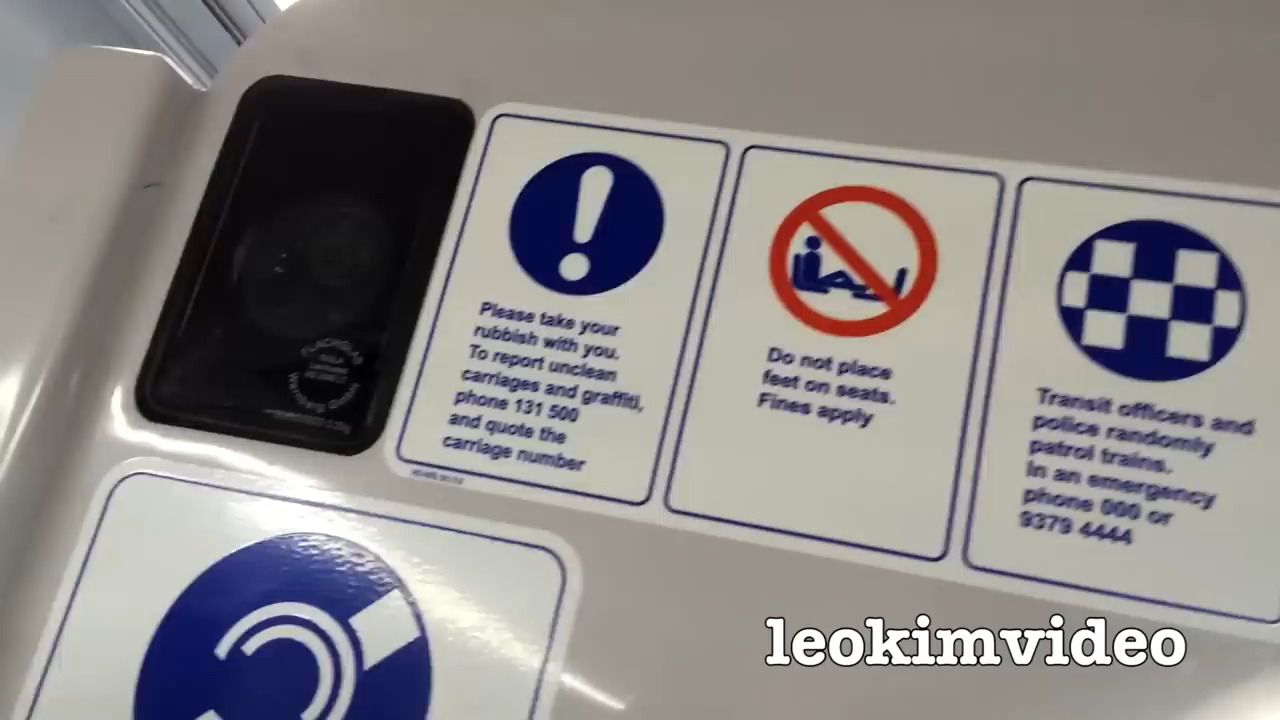 Please take your
rubbish with you.
To report unclean
carriages and graffiti,
phone 131 500
and quote the
carriage number
Do not place
feet on seats.
Fines apply
Transit officers and
police randomly
patrol trains.
In an emergency
phone 000 or
9379 4444
leokimvideo